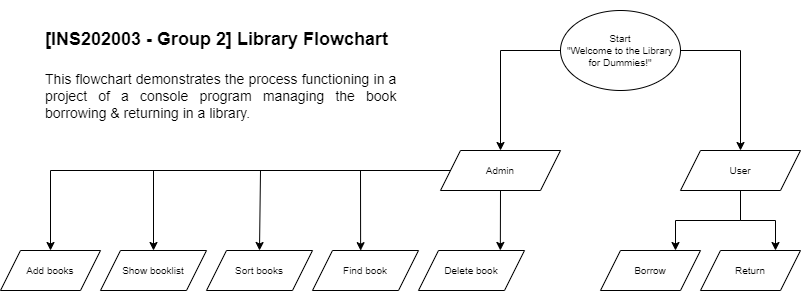 [INS202003 - Group 2] Library Flowchart
This flowchart demonstrates the process functioning in a
project of a console program managing the book
borrowing & returning in a library.
Start
"Welcome to the Library
for Dummies!"
Admin
User
Add books
Show booklist
Sort books
Find book
Delete book
Borrow
Return